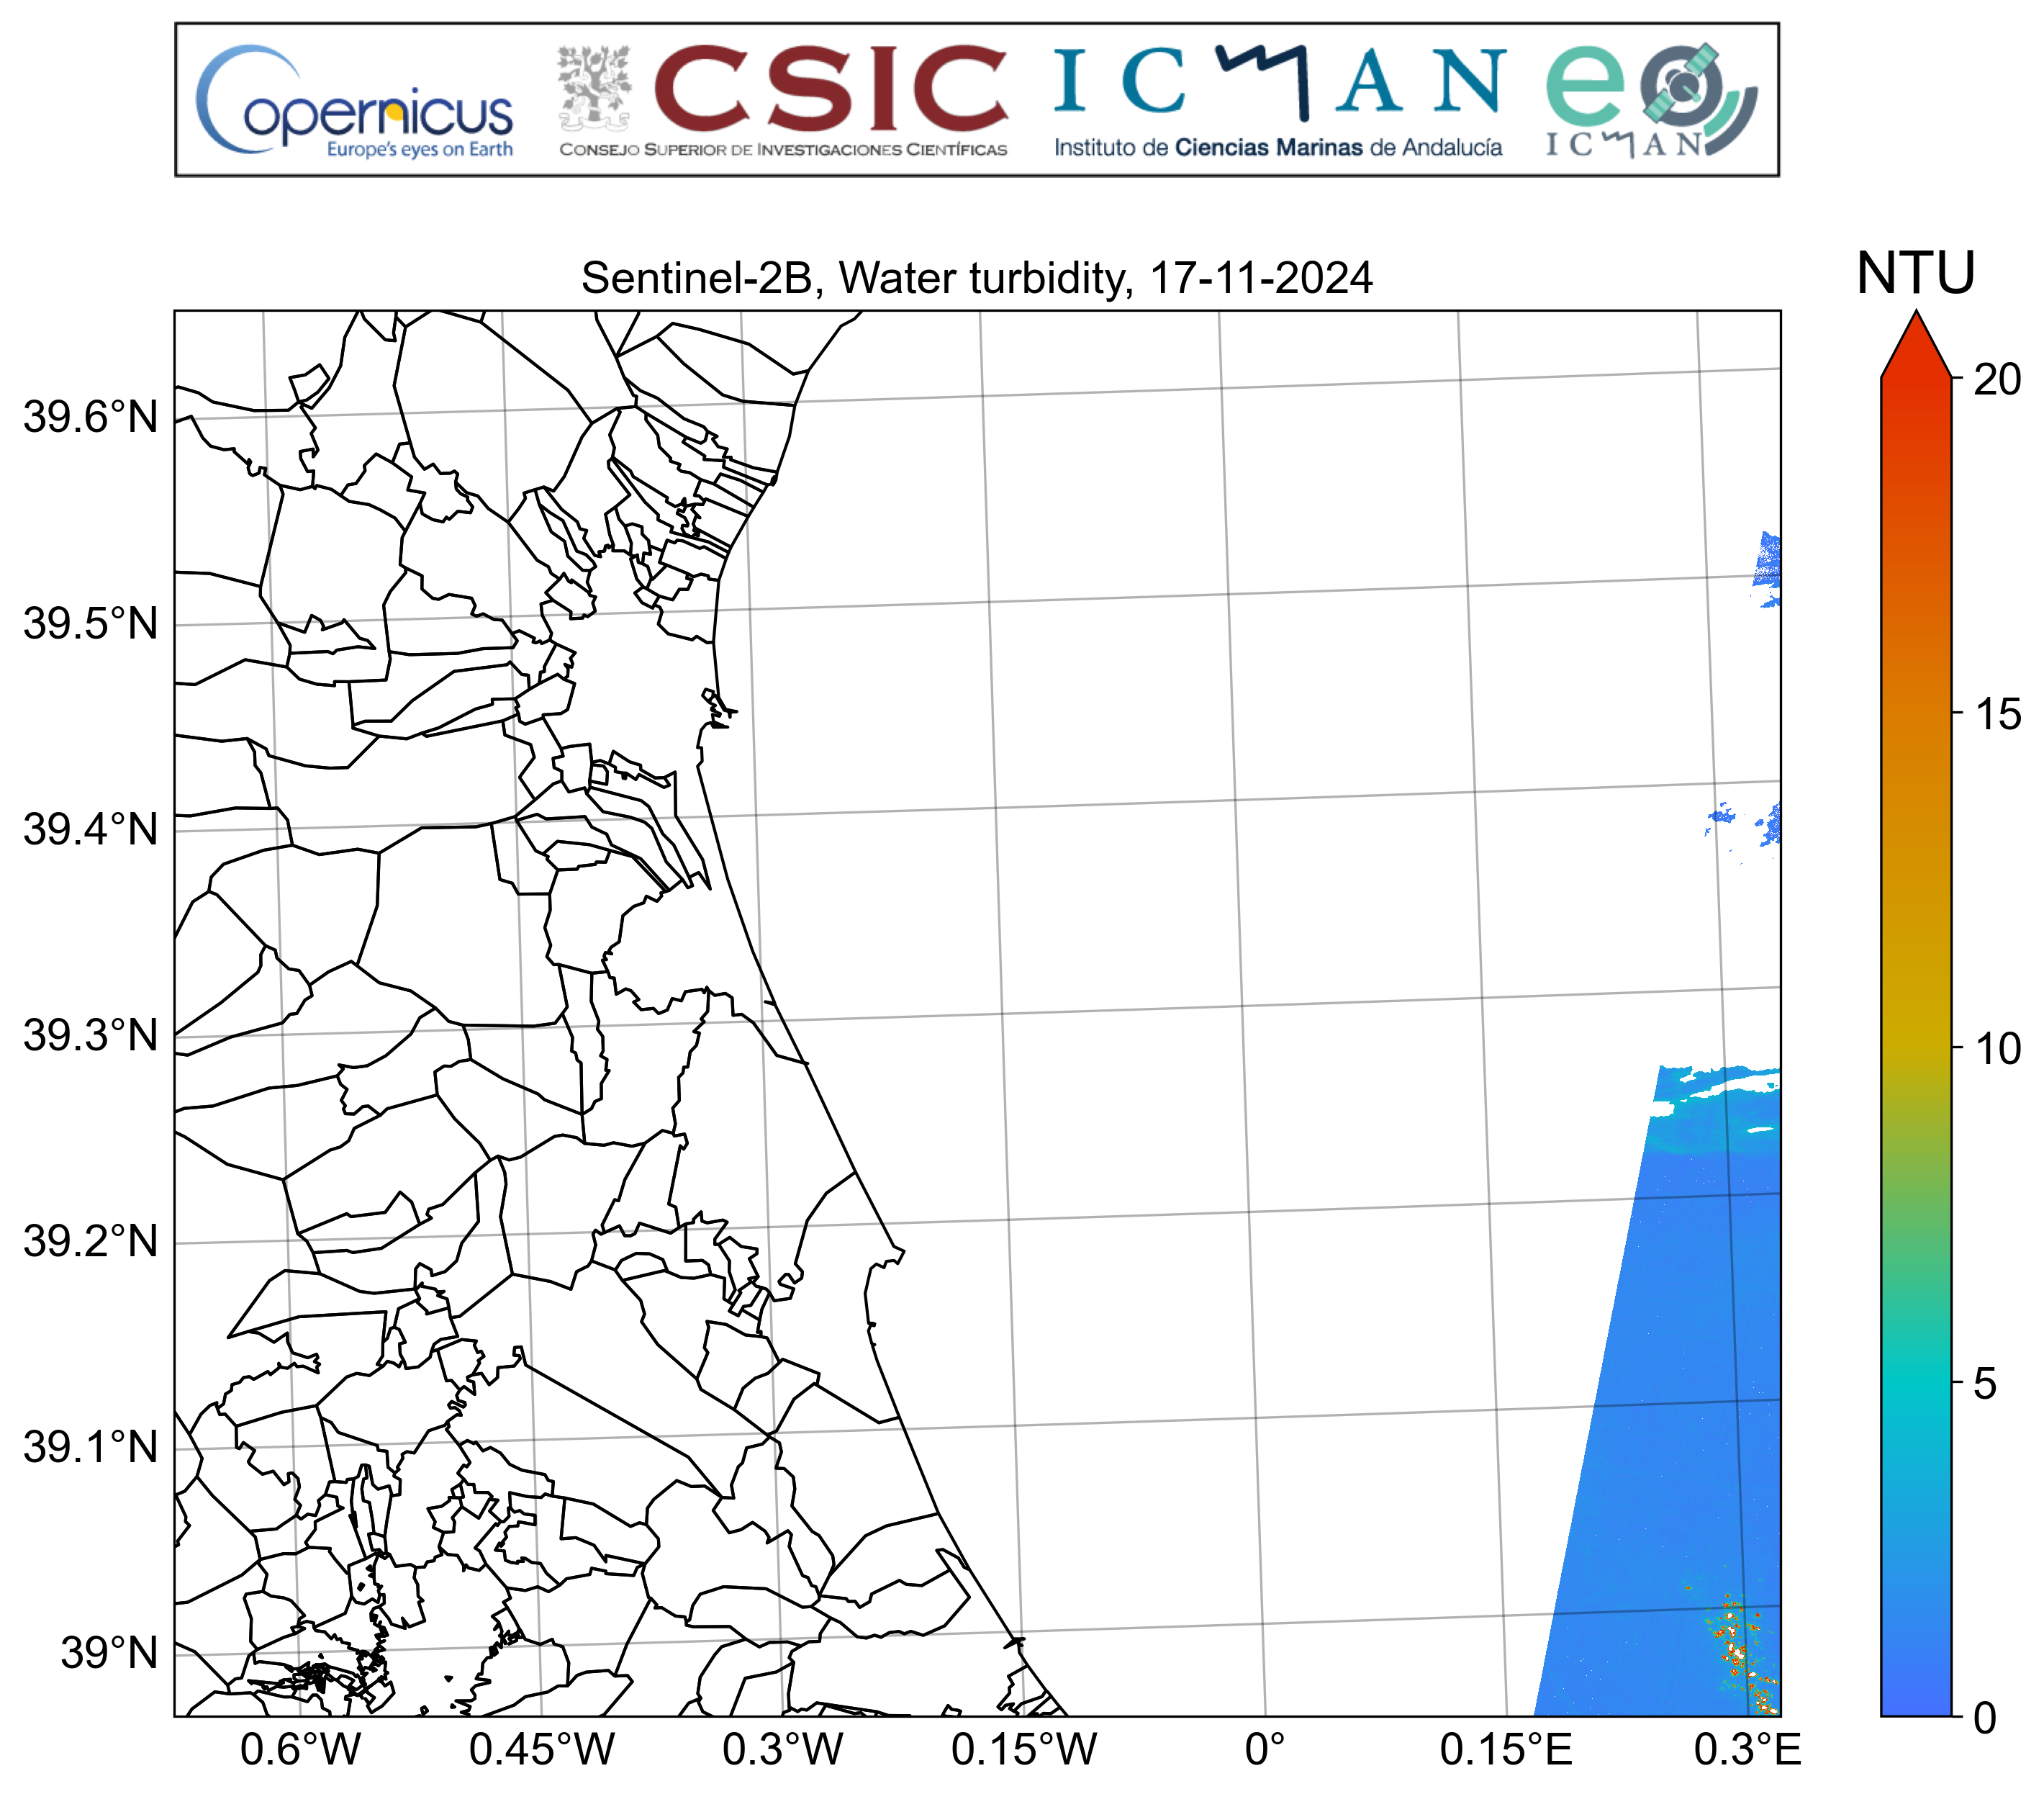 Copernicus
Europe's eyes on Earth
CSIC
CONSEJO SUPERIOR DE INVESTIGACIONES CIENTÍFICAS
ICMAN
Instituto de Ciencias Marinas de Andalucía
eo
ICMAN
Sentinel-2B, Water turbidity, 17-11-2024
NTU
20
15
10
5
0
39.6°N
39.5°N
39.4°N
39.3°N
39.2°N
39.1°N
39°N
0.6°W 0.45°W 0.3°W 0.15°W 0° 0.15°E 0.3°E